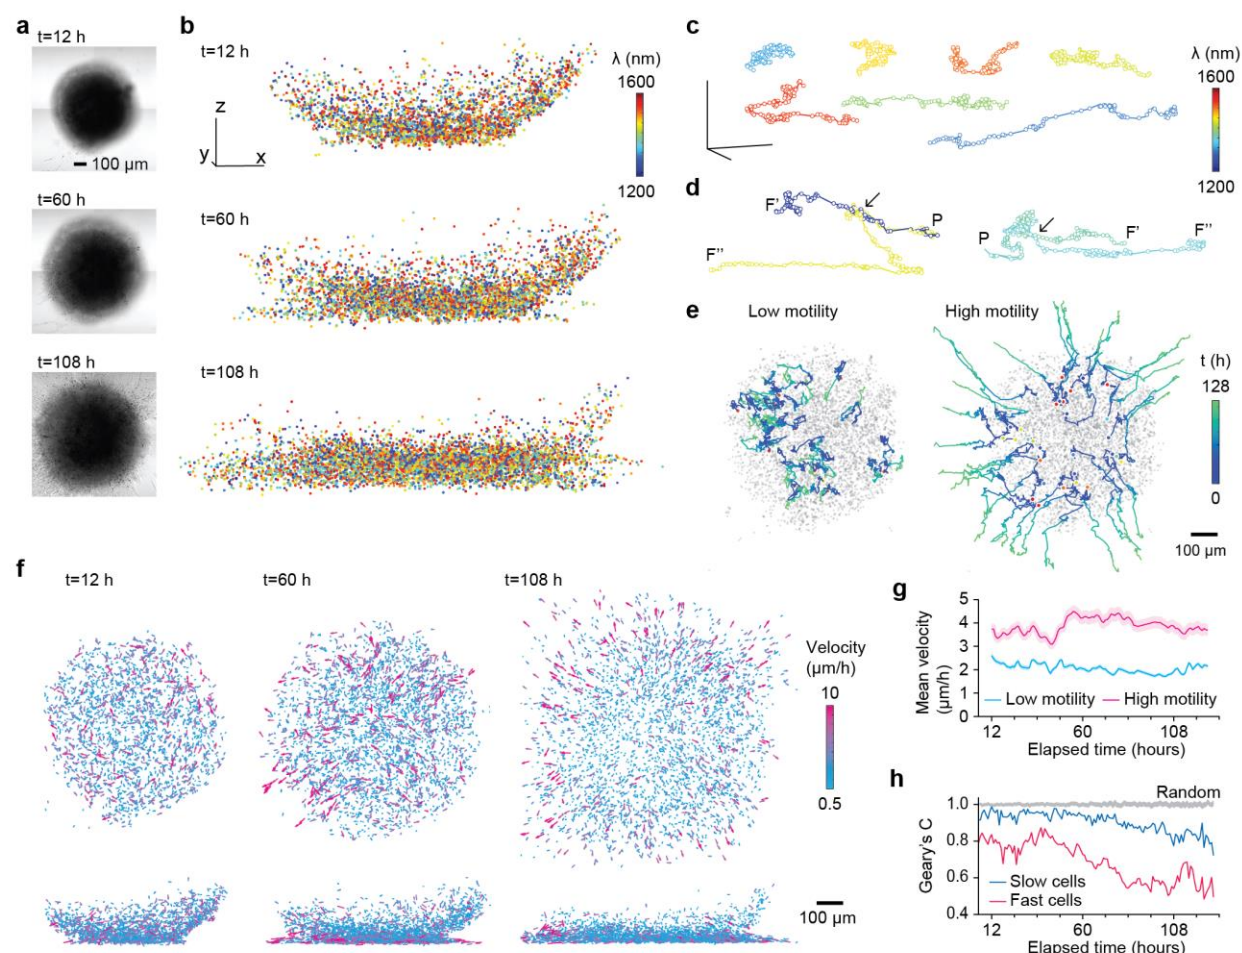 a
t=12 h
100 µm
t=60 h
t=108 h
b
t=12 h
z
y
x
t=60 h
t=108 h
λ (nm)
1600
1200
c
λ (nm)
1600
1200
d
F'
P
F''
P
F'
F''
e
Low motility
High motility
t (h)
128
0
100 µm
f
t=12 h
t=60 h
t=108 h
Velocity
(µm/h)
10
0.5
100 µm
g
Mean velocity
(µm/h)
5
4
3
2
1
0
Low motility
High motility
12
60
108
Elapsed time (hours)
h
Random
Geary's C
1.0
0.8
0.6
0.4
Slow cells
Fast cells
12
60
108
Elapsed time (hours)